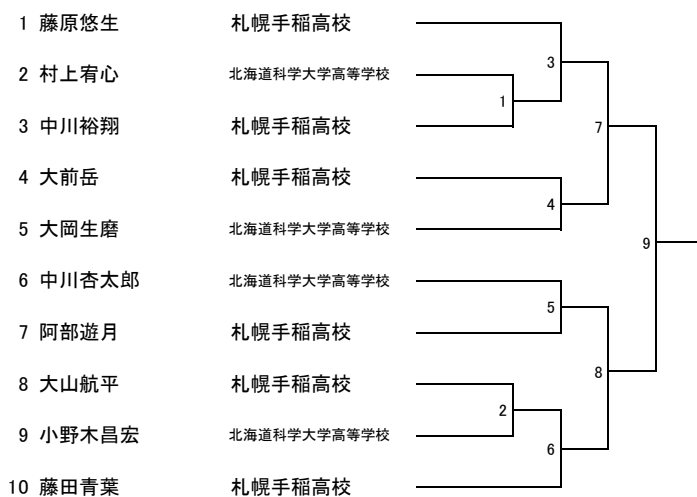 1 藤原悠生 札幌手稲高校
2 村上宥心 北海道科学大学高等学校
3 中川裕翔 札幌手稲高校
4 大前岳 札幌手稲高校
5 大岡生磨 北海道科学大学高等学校
6 中川杏太郎 北海道科学大学高等学校
7 阿部遊月 札幌手稲高校
8 大山航平 札幌手稲高校
9 小野木昌宏 北海道科学大学高等学校
10 藤田青葉 札幌手稲高校
3
1
7
4
9
5
8
2
6